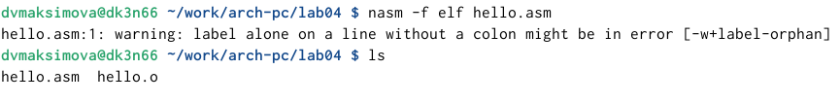 dvmaksimova@dk3n66 ~/work/arch-pc/lab04 $ nasm -f elf hello.asm
hello.asm:1: warning: label alone on a line without a colon might be in error [-w+label-orphan]
dvmaksimova@dk3n66 ~/work/arch-pc/lab04 $ ls
hello.asm  hello.o